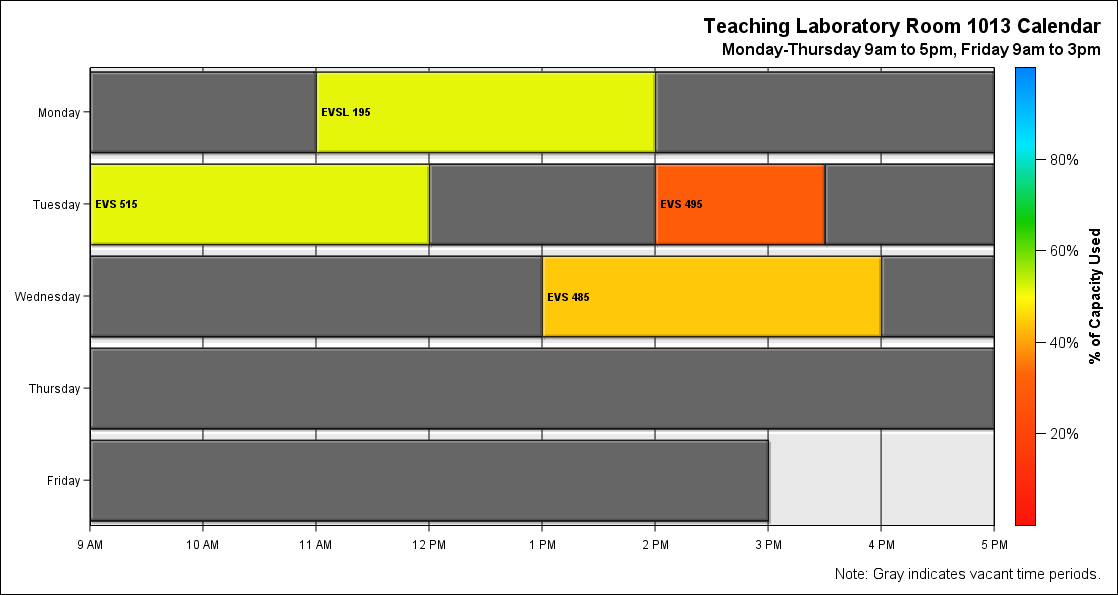 Teaching Laboratory Room 1013 Calendar
Monday-Thursday 9am to 5pm, Friday 9am to 3pm
Monday
EVSL 195
Tuesday
EVS 515
EVS 495
Wednesday
EVS 485
Thursday
Friday
9 AM 10 AM 11 AM 12 PM 1 PM 2 PM 3 PM 4 PM 5 PM
80%
60%
40%
20%
% of Capacity Used
Note: Gray indicates vacant time periods.